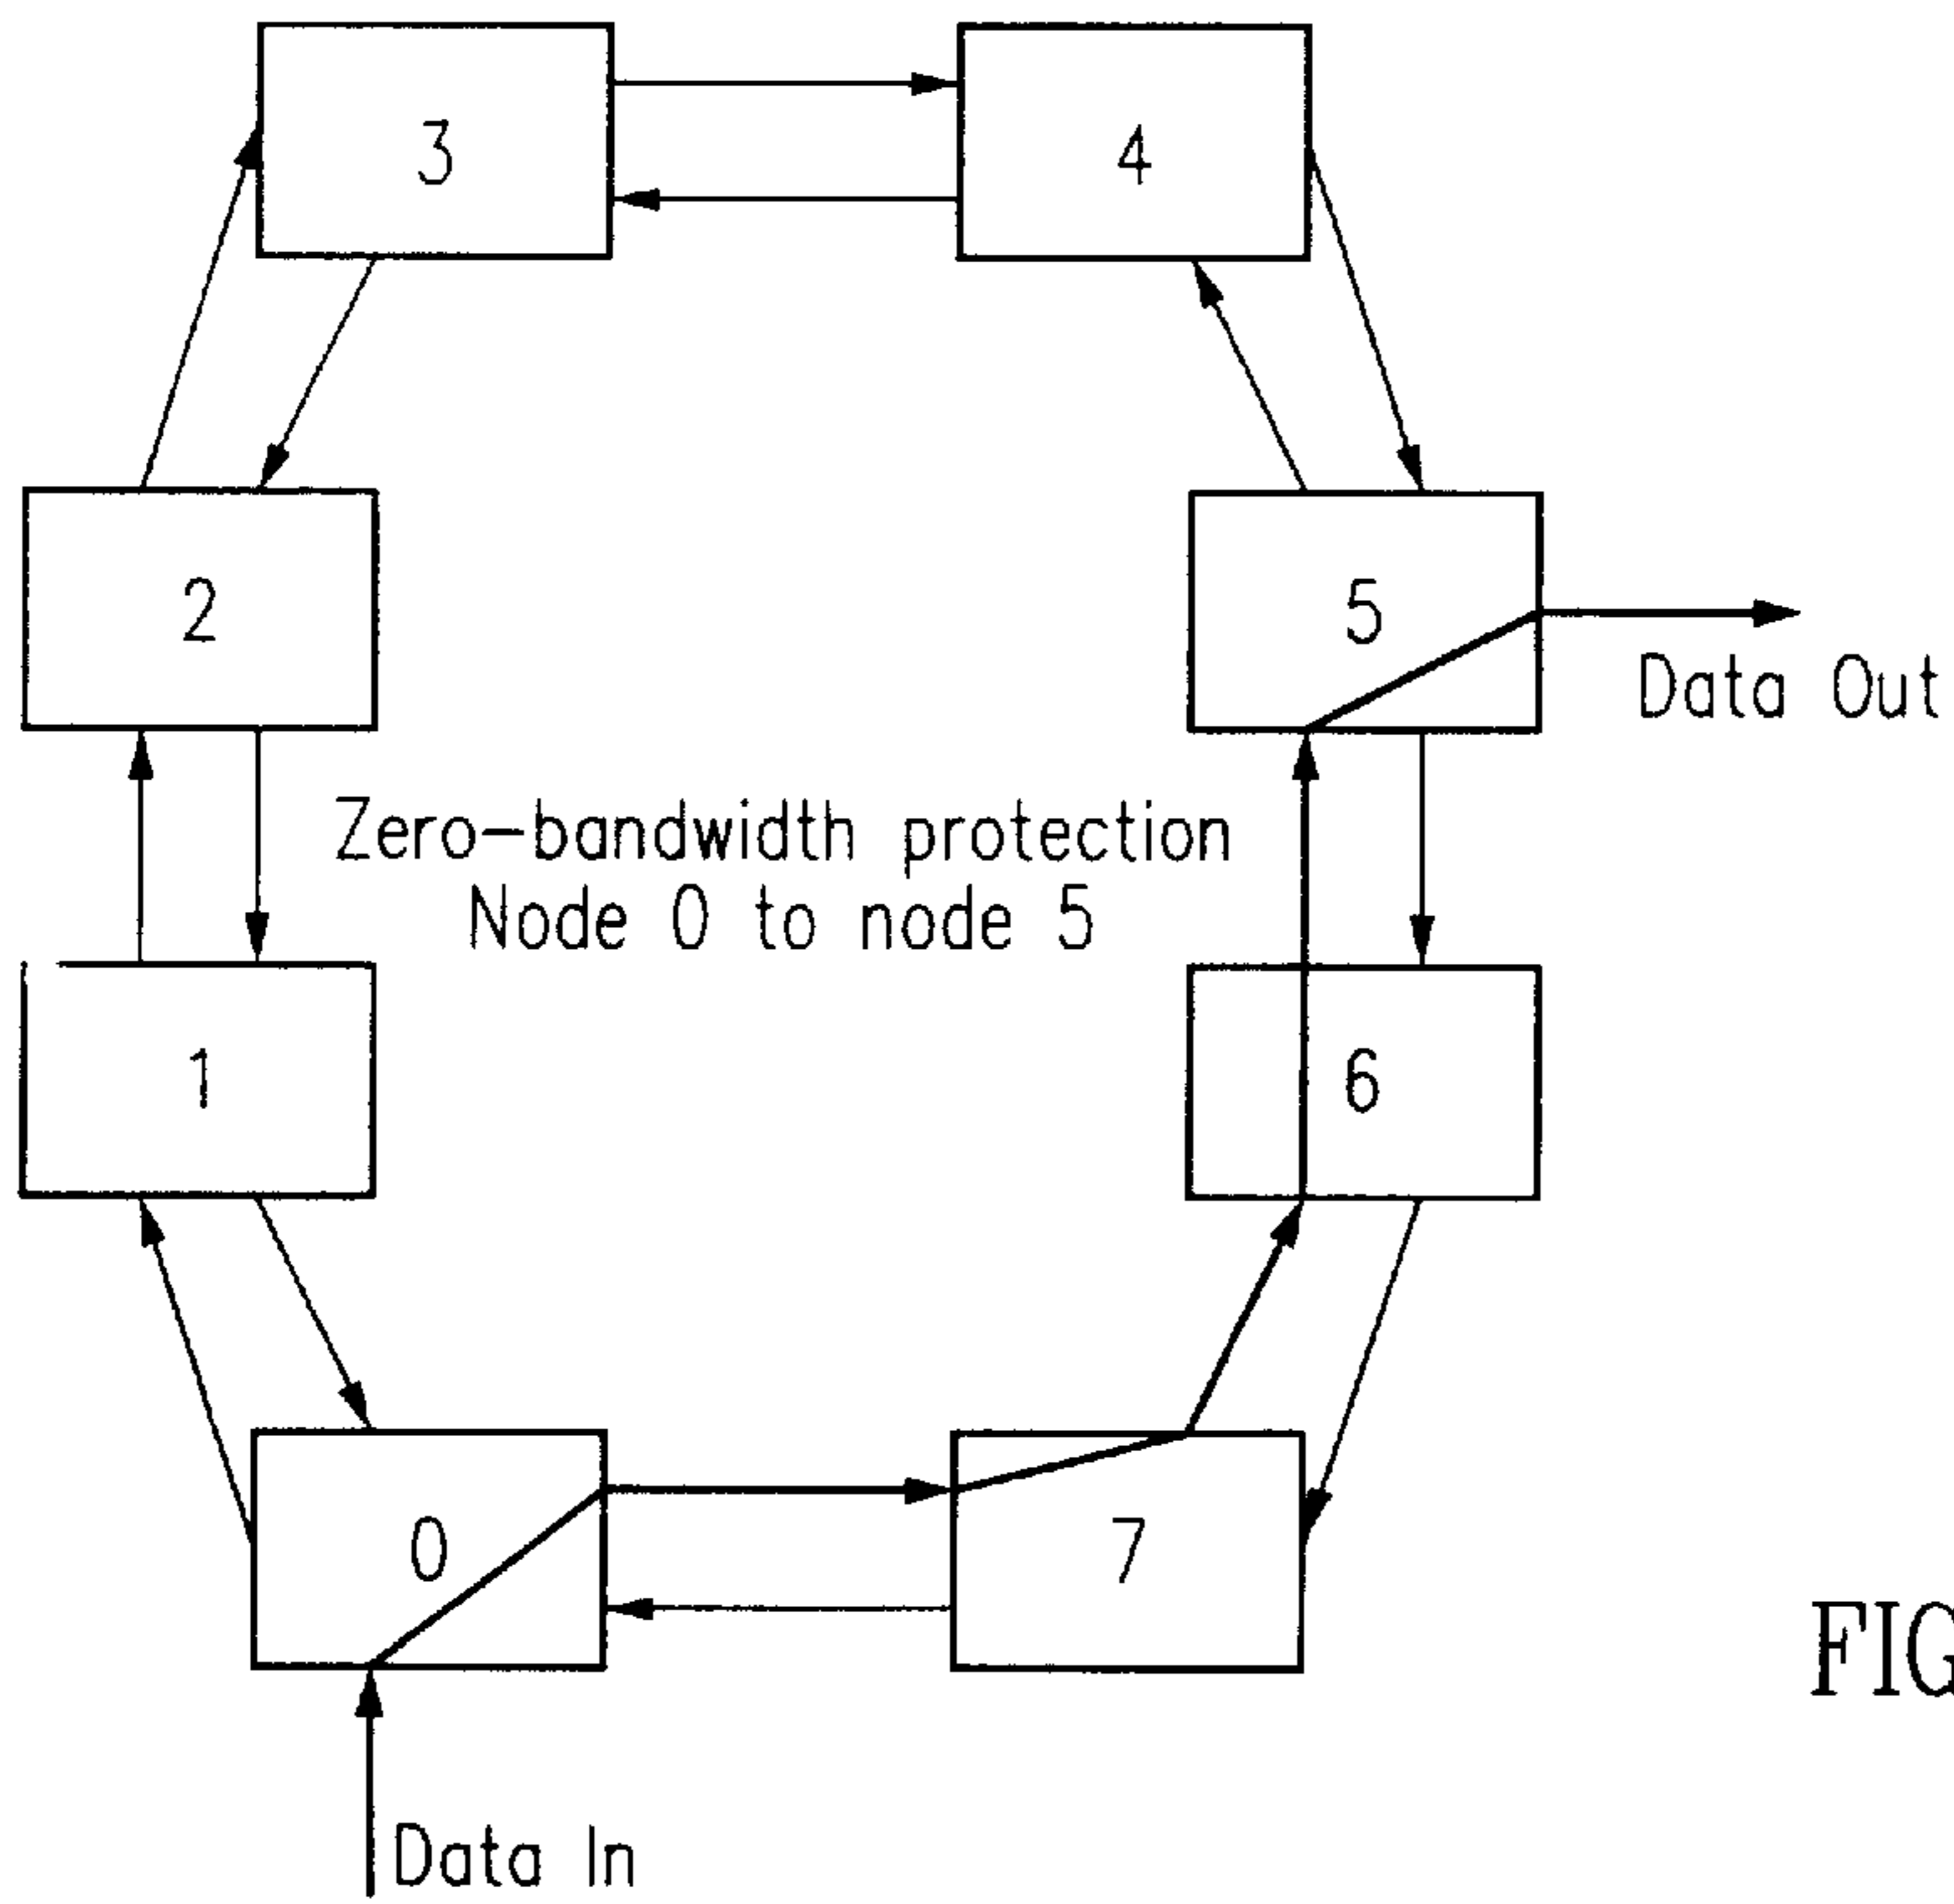 3
4
2
5
Data Out
Zero-bandwidth protection
Node 0 to node 5
1
6
0
7
FIG
Data In